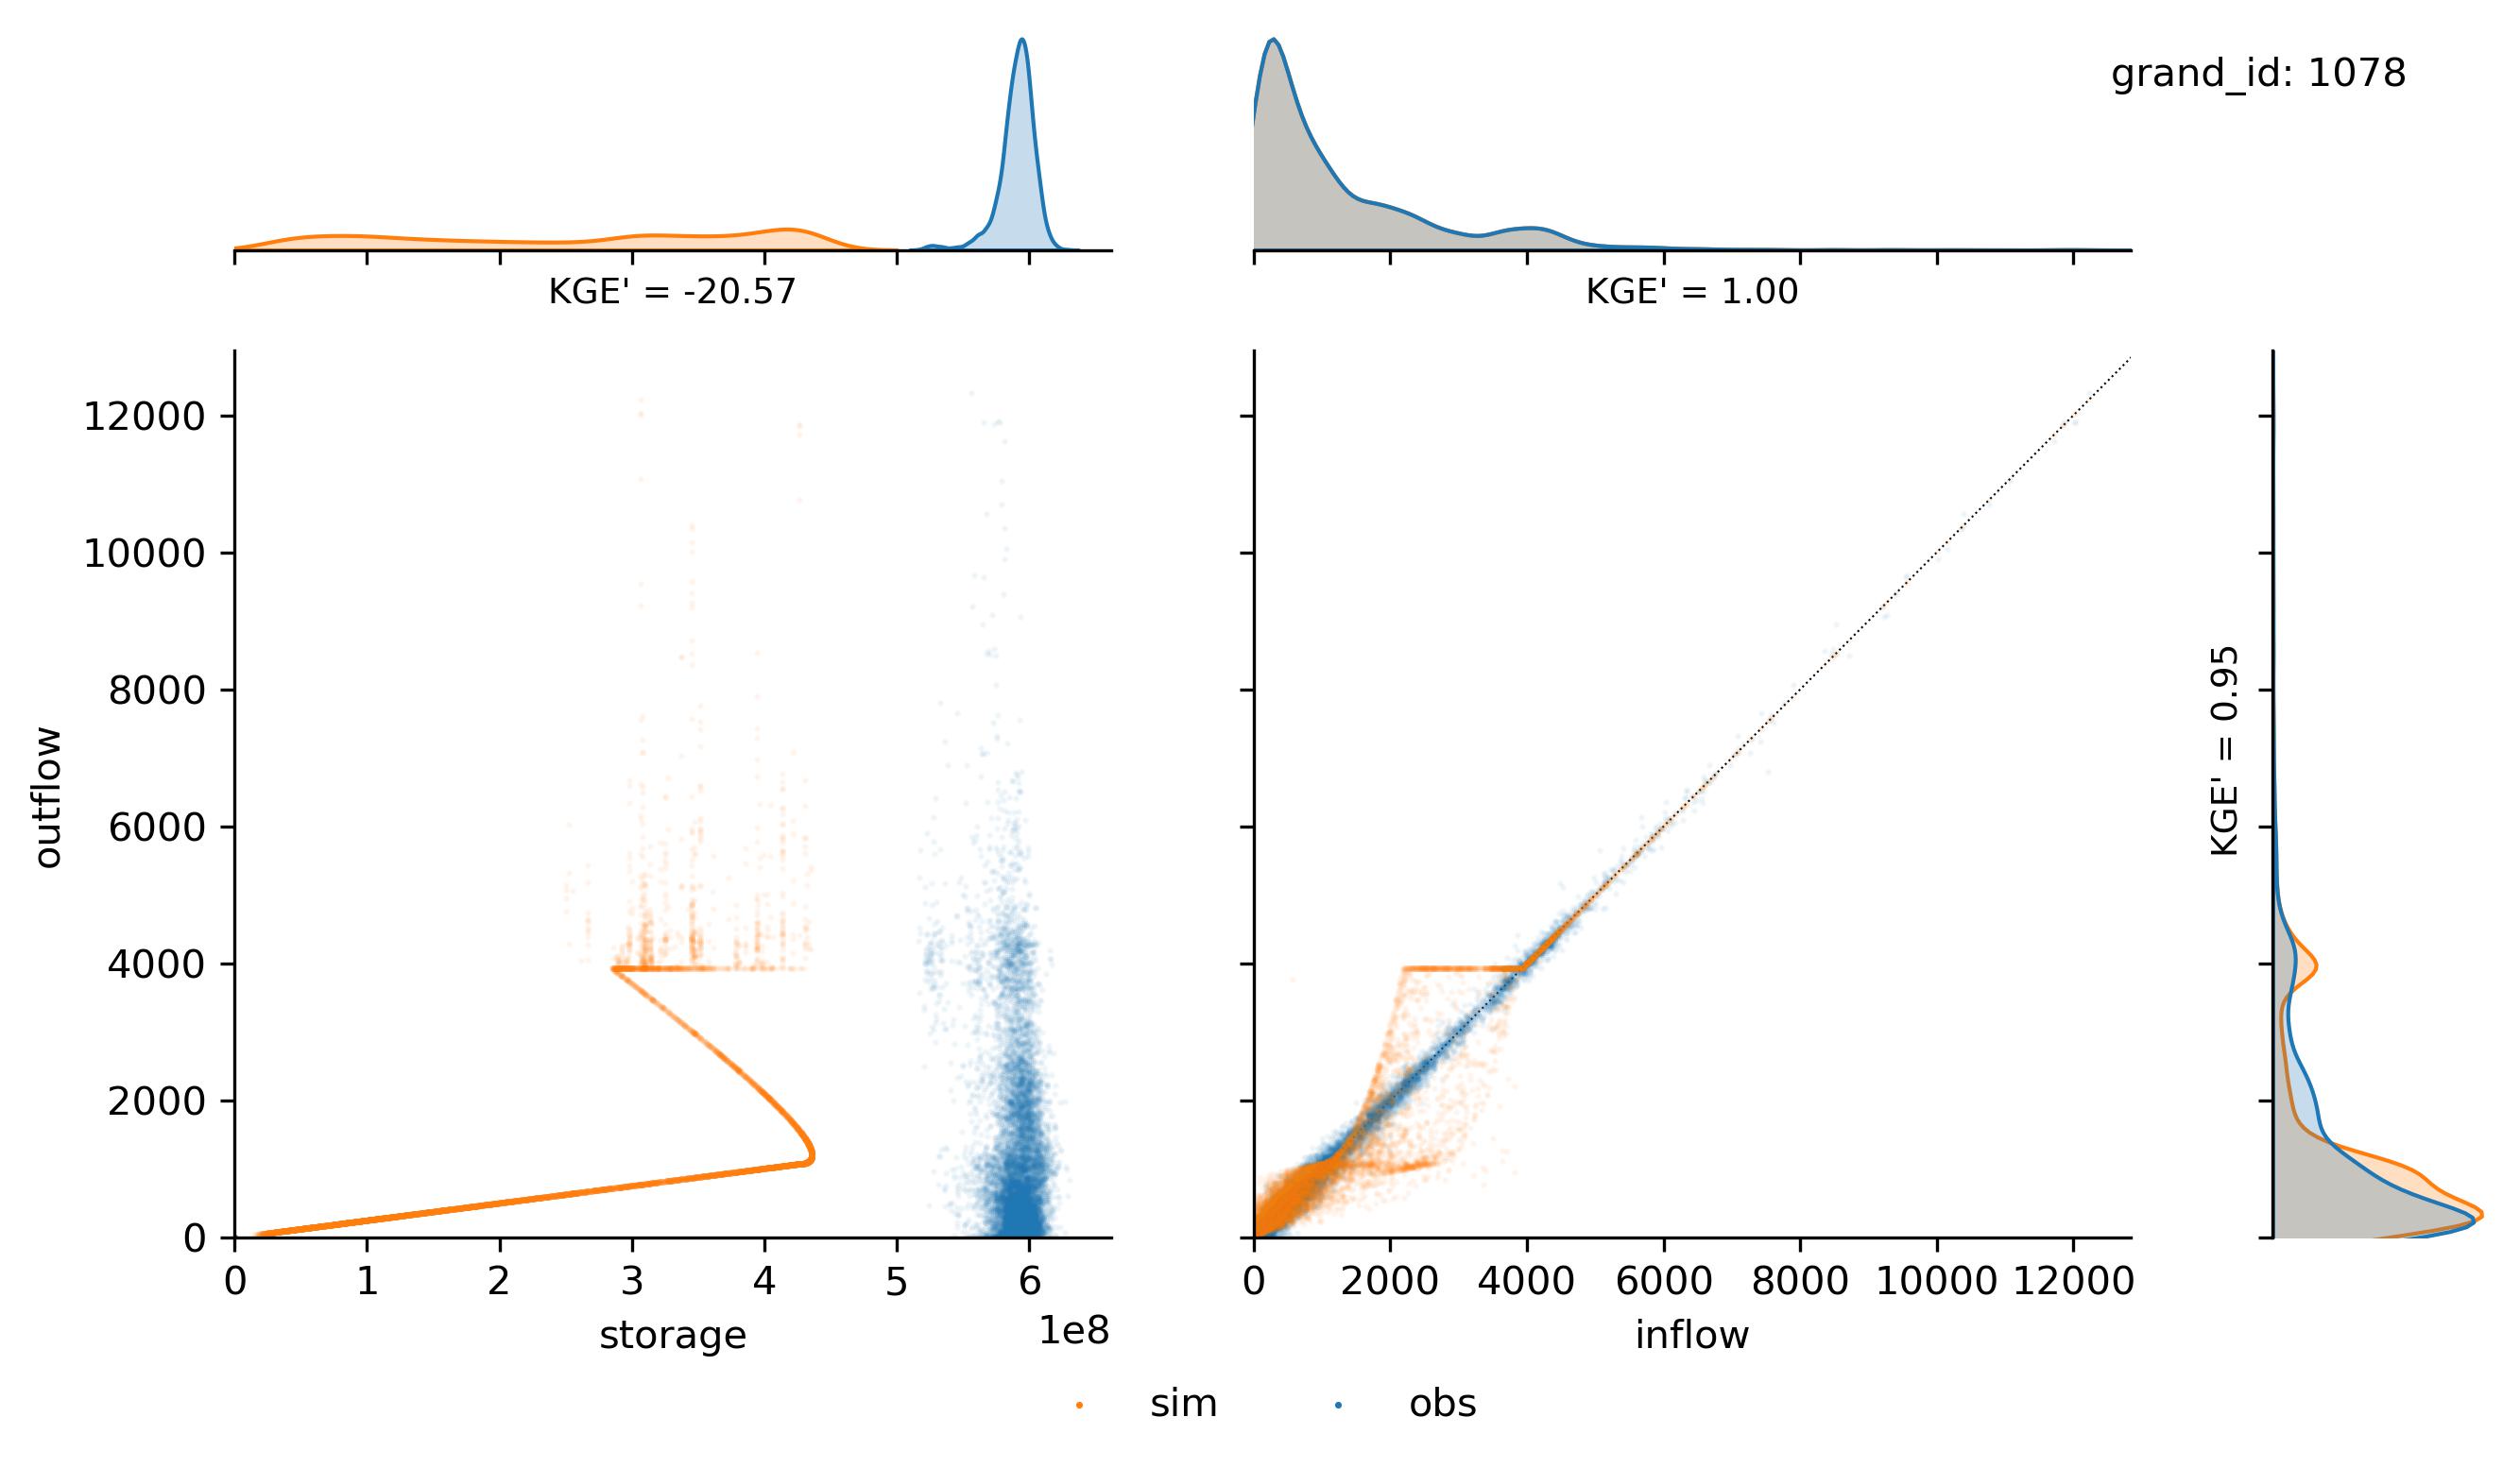 grand_id: 1078
KGE' = -20.57
KGE' = 1.00
outflow
12000
10000
8000
6000
4000
2000
0
KGE' = 0.95
0 1 2 3 4 5 6
1e8
storage
0 2000 4000 6000 8000 10000 12000
inflow
sim obs